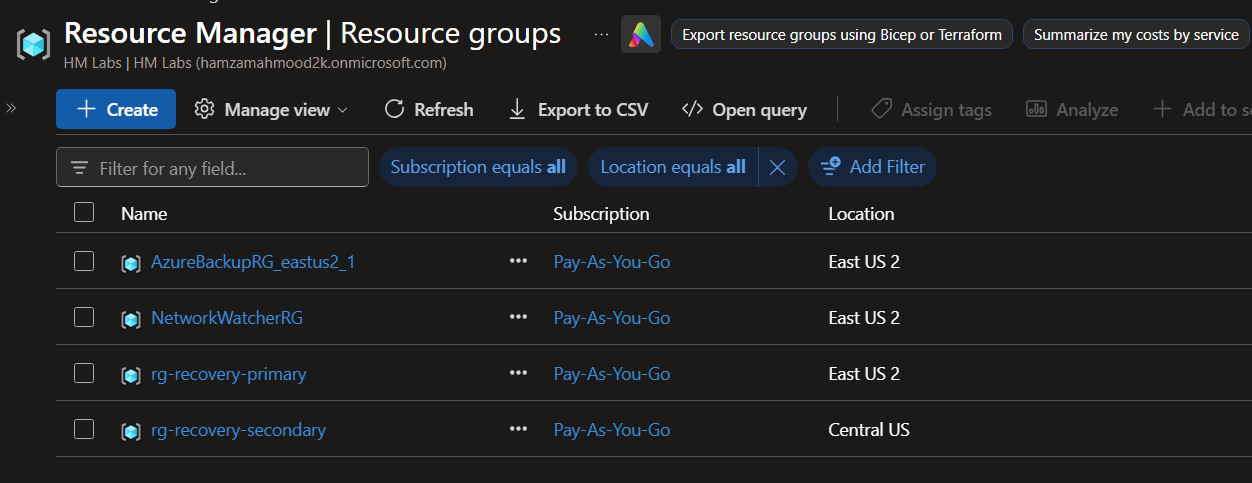 Resource Manager | Resource groups ... Export resource groups using Bicep or Terraform Summarize my costs by service
HM Labs | HM Labs (hamzamahmood2k.onmicrosoft.com)
Create Manage view Refresh Export to CSV Open query Assign tags Analyze Add to
Filter for any field... Subscription equals all Location equals all Add Filter
Name Subscription Location
AzureBackupRG_eastus2_1 ... Pay-As-You-Go East US 2
NetworkWatcherRG ... Pay-As-You-Go East US 2
rg-recovery-primary ... Pay-As-You-Go East US 2
rg-recovery-secondary ... Pay-As-You-Go Central US